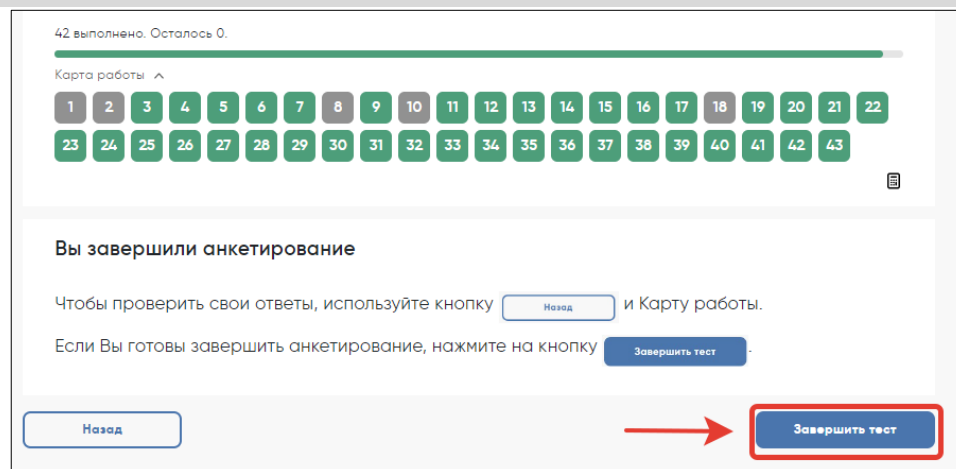 42 выполнено. Осталось 0.
Карта работы
1 2 3 4 5 6 7 8 9 10 11 12 13 14 15 16 17 18 19 20 21 22
23 24 25 26 27 28 29 30 31 32 33 34 35 36 37 38 39 40 41 42 43
Вы завершили анкетирование
Чтобы проверить свои ответы, используйте кнопку Назад и Карту работы.
Если Вы готовы завершить анкетирование, нажмите на кнопку Завершить тест.
Назад Завершить тест